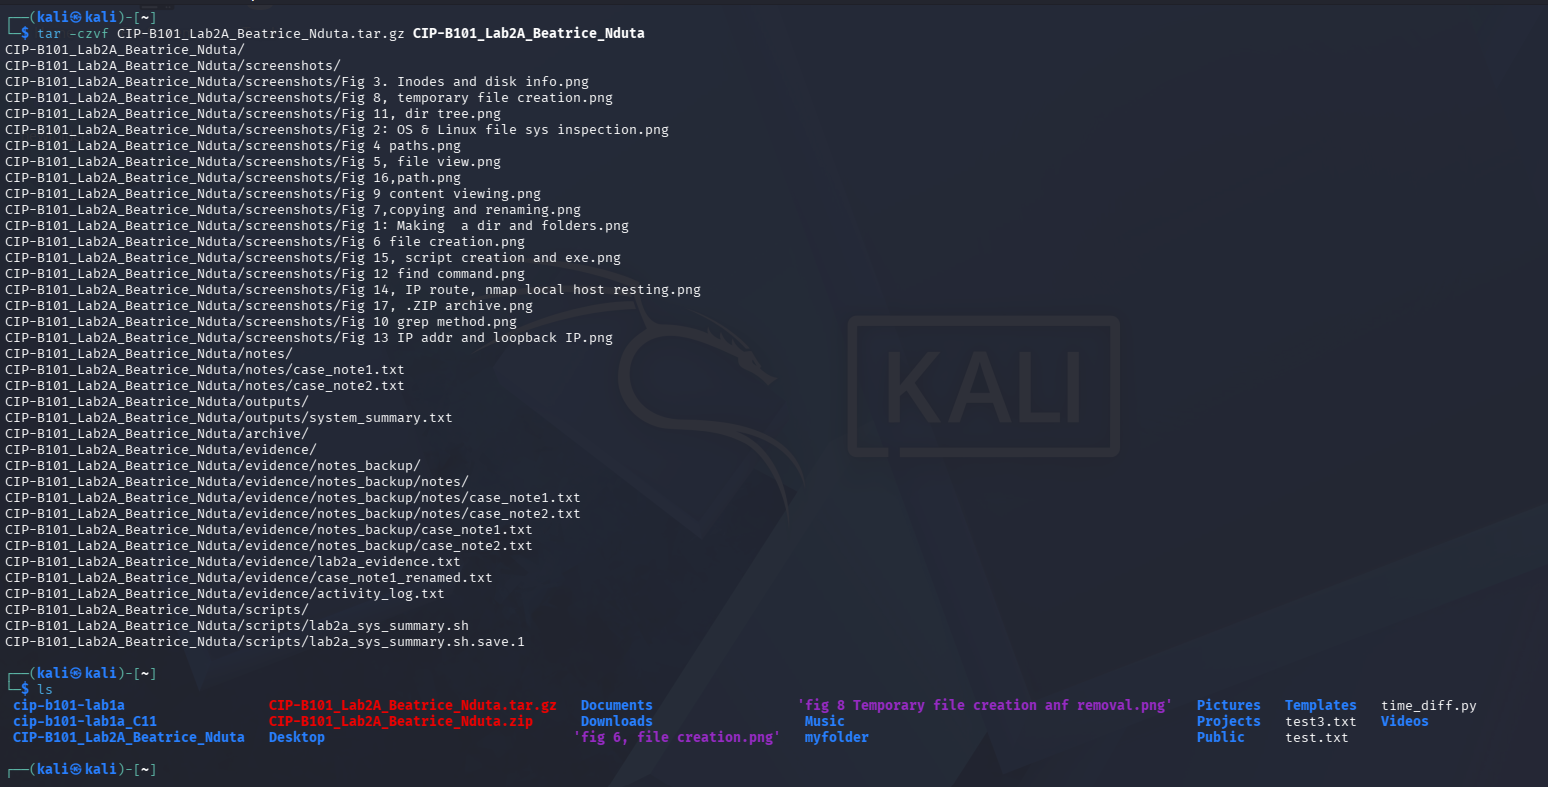 ┌──(kali㉿kali)-[~]
└─$ tar -czvf CIP-B101_Lab2A_Beatrice_Nduta.tar.gz CIP-B101_Lab2A_Beatrice_Nduta
CIP-B101_Lab2A_Beatrice_Nduta/
CIP-B101_Lab2A_Beatrice_Nduta/screenshots/
CIP-B101_Lab2A_Beatrice_Nduta/screenshots/Fig 3. Inodes and disk info.png
CIP-B101_Lab2A_Beatrice_Nduta/screenshots/Fig 8, temporary file creation.png
CIP-B101_Lab2A_Beatrice_Nduta/screenshots/Fig 11, dir tree.png
CIP-B101_Lab2A_Beatrice_Nduta/screenshots/Fig 2: OS & Linux file sys inspection.png
CIP-B101_Lab2A_Beatrice_Nduta/screenshots/Fig 4 paths.png
CIP-B101_Lab2A_Beatrice_Nduta/screenshots/Fig 5, file view.png
CIP-B101_Lab2A_Beatrice_Nduta/screenshots/Fig 16,path.png
CIP-B101_Lab2A_Beatrice_Nduta/screenshots/Fig 9 content viewing.png
CIP-B101_Lab2A_Beatrice_Nduta/screenshots/Fig 7,copying and renaming.png
CIP-B101_Lab2A_Beatrice_Nduta/screenshots/Fig 1: Making  a dir and folders.png
CIP-B101_Lab2A_Beatrice_Nduta/screenshots/Fig 6 file creation.png
CIP-B101_Lab2A_Beatrice_Nduta/screenshots/Fig 15, script creation and exe.png
CIP-B101_Lab2A_Beatrice_Nduta/screenshots/Fig 12 find command.png
CIP-B101_Lab2A_Beatrice_Nduta/screenshots/Fig 14, IP route, nmap local host resting.png
CIP-B101_Lab2A_Beatrice_Nduta/screenshots/Fig 17, .ZIP archive.png
CIP-B101_Lab2A_Beatrice_Nduta/screenshots/Fig 10 grep method.png
CIP-B101_Lab2A_Beatrice_Nduta/screenshots/Fig 13 IP addr and loopback IP.png
CIP-B101_Lab2A_Beatrice_Nduta/notes/
CIP-B101_Lab2A_Beatrice_Nduta/notes/case_note1.txt
CIP-B101_Lab2A_Beatrice_Nduta/notes/case_note2.txt
CIP-B101_Lab2A_Beatrice_Nduta/outputs/
CIP-B101_Lab2A_Beatrice_Nduta/outputs/system_summary.txt
CIP-B101_Lab2A_Beatrice_Nduta/archive/
CIP-B101_Lab2A_Beatrice_Nduta/evidence/
CIP-B101_Lab2A_Beatrice_Nduta/evidence/notes_backup/
CIP-B101_Lab2A_Beatrice_Nduta/evidence/notes_backup/notes/
CIP-B101_Lab2A_Beatrice_Nduta/evidence/notes_backup/notes/case_note1.txt
CIP-B101_Lab2A_Beatrice_Nduta/evidence/notes_backup/notes/case_note2.txt
CIP-B101_Lab2A_Beatrice_Nduta/evidence/notes_backup/case_note1.txt
CIP-B101_Lab2A_Beatrice_Nduta/evidence/notes_backup/case_note2.txt
CIP-B101_Lab2A_Beatrice_Nduta/evidence/lab2a_evidence.txt
CIP-B101_Lab2A_Beatrice_Nduta/evidence/case_note1_renamed.txt
CIP-B101_Lab2A_Beatrice_Nduta/evidence/activity_log.txt
CIP-B101_Lab2A_Beatrice_Nduta/scripts/
CIP-B101_Lab2A_Beatrice_Nduta/scripts/lab2a_sys_summary.sh
CIP-B101_Lab2A_Beatrice_Nduta/scripts/lab2a_sys_summary.sh.save.1
┌──(kali㉿kali)-[~]
└─$ ls
cip-b101-lab1a CIP-B101_Lab2A_Beatrice_Nduta.tar.gz Documents 'fig 8 Temporary file creation anf removal.png' Pictures Templates time_diff.py
cip-b101-lab1a_C11 CIP-B101_Lab2A_Beatrice_Nduta.zip Downloads Music Projects test3.txt Videos
CIP-B101_Lab2A_Beatrice_Nduta Desktop 'fig 6, file creation.png' myfolder Public test.txt
┌──(kali㉿kali)-[~]
KALI